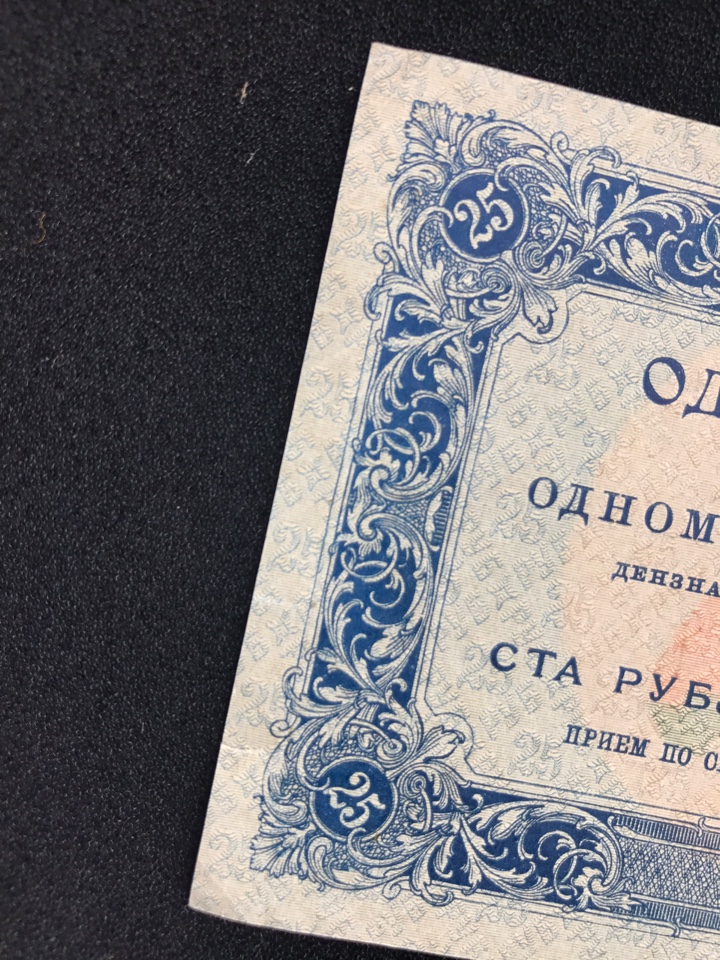 25
ОД
ОДНОМ
ДЕНЗНА
СТА РУБ
ПРИЕМ ПО С
25